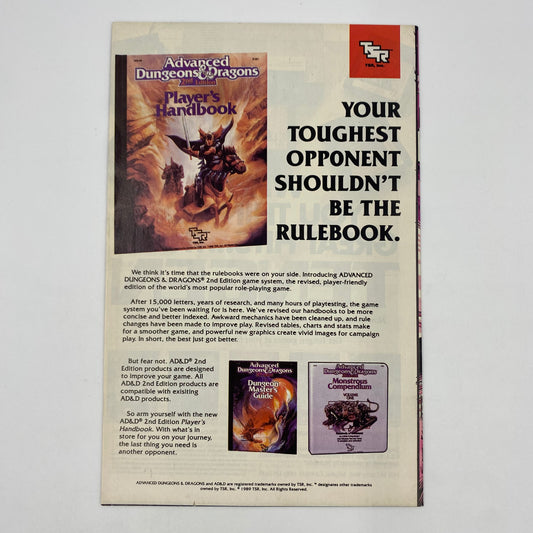 Advanced
Dungeons & Dragons
2nd Edition
Player's
Handbook
TSR
TSR, Inc.
TSR
TSR, Inc.
YOUR
TOUGHEST
OPPONENT
SHOULDN'T
BE THE
RULEBOOK.
We think it's time that the rulebooks were on your side. Introducing ADVANCED
DUNGEONS & DRAGONS® 2nd Edition game system, the revised, player-friendly
edition of the world's most popular role-playing game.
After 15,000 letters, years of research, and many hours of playtesting, the game
system you've been waiting for is here. We've revised our handbooks to be more
concise and better indexed. Awkward mechanics have been cleaned up, and rule
changes have been made to improve play. Revised tables, charts and stats make
for a smoother game, and powerful new graphics create vivid images for campaign
play. In short, the best just got better.
But fear not. AD&D® 2nd
Edition products are designed
to improve your game. All
AD&D 2nd Edition products are
compatible with exisiting
AD&D products.
So arm yourself with the new
AD&D® 2nd Edition Player's
Handbook. With what's in
store for you on your journey,
the last thing you need is
another opponent.
Advanced
Dungeons & Dragons
Dungeon
Master's
Guide
Advanced
Dungeons & Dragons
Monstrous
Compendium
VOLUME
ONE
TSR
ADVANCED DUNGEONS & DRAGONS and AD&D are registered trademarks owned by TSR, Inc. ™ designates other trademarks
owned by TSR, Inc. © 1989 TSR, Inc. All Rights Reserved.